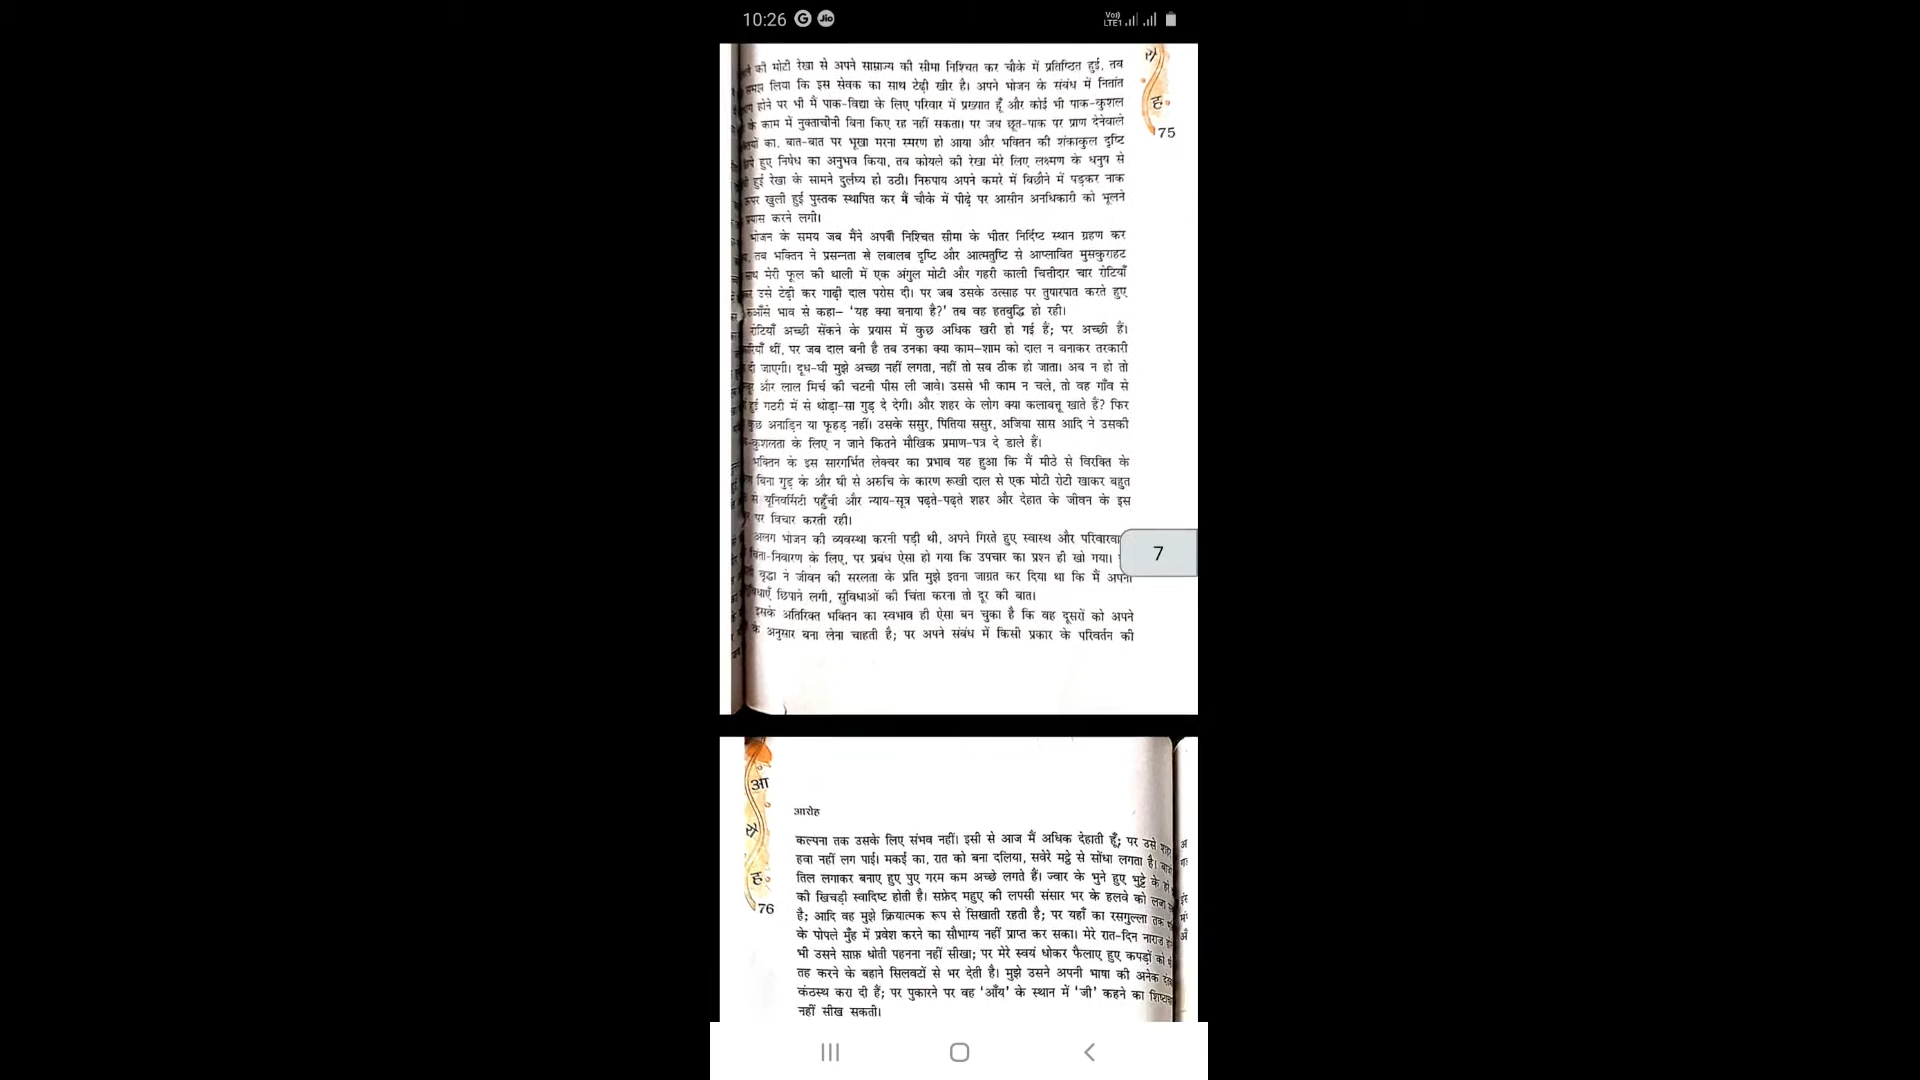 10:26 G Jio
Vo)) LTE1
की मोटी रेखा से अपने साम्राज्य की सीमा निश्चित कर चौके में प्रतिष्ठित हुई, तब
समझ लिया कि इस सेवक का साथ टेढ़ी खीर है। अपने भोजन के संबंध में नितांत
होने पर भी मैं पाक-विद्या के लिए परिवार में प्रख्यात हूँ और कोई भी पाक-कुशल
के काम में नुक्ताचीनी बिना किए रह नहीं सकता। पर जब छूत-पाक पर प्राण देनेवाले
का, बात-बात पर भूखा मरना स्मरण हो आया और भक्तिन की शंकाकुल दृष्टि
हुए निषेध का अनुभव किया, तब कोयले की रेखा मेरे लिए लक्ष्मण के धनुष से
हुई रेखा के सामने दुर्लंघ्य हो उठी। निरुपाय अपने कमरे में बिछौने में पड़कर नाक
ऊपर खुली हुई पुस्तक स्थापित कर मैं चौके में पीढ़े पर आसीन अनधिकारी को भूलने
प्रयास करने लगी।
भोजन के समय जब मैंने अपनी निश्चित सीमा के भीतर निर्दिष्ट स्थान ग्रहण कर
तब भक्तिन ने प्रसन्नता से लबालब दृष्टि और आत्मतुष्टि से आप्लावित मुसकुराहट
साथ मेरी फूल की थाली में एक अंगुल मोटी और गहरी काली चित्तीदार चार रोटियाँ
उसे टेढ़ी कर गाढ़ी दाल परोस दी। पर जब उसके उत्साह पर तुषारपात करते हुए
रुआँसे भाव से कहा– ‘यह क्या बनाया है?’ तब वह हतबुद्धि हो रही।
रोटियाँ अच्छी सेंकने के प्रयास में कुछ अधिक खरी हो गई हैं; पर अच्छी हैं।
थीं, पर जब दाल बनी है तब उनका क्या काम–शाम को दाल न बनाकर तरकारी
दी जाएगी। दूध-घी मुझे अच्छा नहीं लगता, नहीं तो सब ठीक हो जाता। अब न हो तो
और लाल मिर्च की चटनी पीस ली जावे। उससे भी काम न चले, तो वह गाँव से
हुई गठरी में से थोड़ा-सा गुड़ दे देगी। और शहर के लोग क्या कलाबत्तू खाते हैं? फिर
कुछ अनाड़िन या फूहड़ नहीं। उसके ससुर, पितिया ससुर, अजिया सास आदि ने उसकी
-कुशलता के लिए न जाने कितने मौखिक प्रमाण-पत्र दे डाले हैं।
भक्तिन के इस सारगर्भित लेक्चर का प्रभाव यह हुआ कि मैं मीठे से विरक्ति के
बिना गुड़ के और घी से अरुचि के कारण रूखी दाल से एक मोटी रोटी खाकर बहुत
से यूनिवर्सिटी पहुँची और न्याय-सूत्र पढ़ते-पढ़ते शहर और देहात के जीवन के इस
पर विचार करती रही।
अलग भोजन की व्यवस्था करनी पड़ी थी, अपने गिरते हुए स्वास्थ और
चिंता-निवारण के लिए, पर प्रबंध ऐसा हो गया कि उपचार का प्रश्न ही खो गया।
वृद्धा ने जीवन की सरलता के प्रति मुझे इतना जाग्रत कर दिया था कि मैं अपनी
छिपाने लगी, सुविधाओं की चिंता करना तो दूर की बात।
इसके अतिरिक्त भक्तिन का स्वभाव ही ऐसा बन चुका है कि वह दूसरों को अपने
के अनुसार बना लेना चाहती है; पर अपने संबंध में किसी प्रकार के परिवर्तन की
ह
75
7
आ
रो
ह
76
आरोह
कल्पना तक उसके लिए संभव नहीं। इसी से आज मैं अधिक देहाती हूँ; पर उसे
हवा नहीं लग पाई। मकई का, रात को बना दलिया, सवेरे मट्ठे से सोंधा लगता है।
तिल लगाकर बनाए हुए पुए गरम कम अच्छे लगते हैं। ज्वार के भुने हुए भुट्टे के
की खिचड़ी स्वादिष्ट होती है। सफ़ेद महुए की लपसी संसार भर के हलवे को
है; आदि वह मुझे क्रियात्मक रूप से सिखाती रहती है; पर यहाँ का रसगुल्ला तक
के पोपले मुँह में प्रवेश करने का सौभाग्य नहीं प्राप्त कर सका। मेरे रात-दिन नाराज़
भी उसने साफ़ धोती पहनना नहीं सीखा; पर मेरे स्वयं धोकर फैलाए हुए कपड़ों को
तह करने के बहाने सिलवटों से भर देती है। मुझे उसने अपनी भाषा की अनेक
कंठस्थ करा दी हैं; पर पुकारने पर वह ‘आँय’ के स्थान में ‘जी’ कहने का
नहीं सीख सकती।